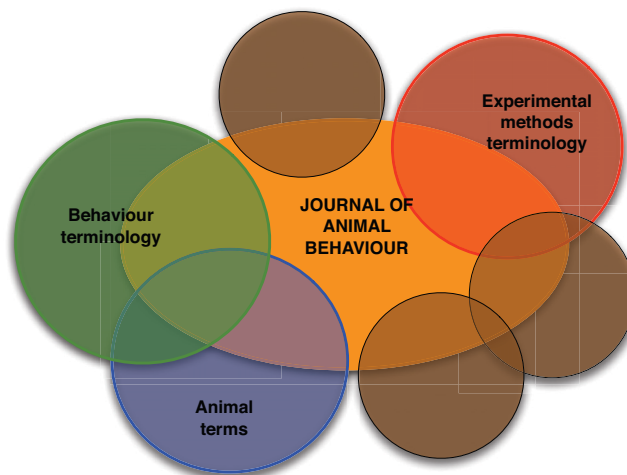 Experimental
methods
terminology
JOURNAL OF
ANIMAL
BEHAVIOUR
Behaviour
terminology
Animal
terms